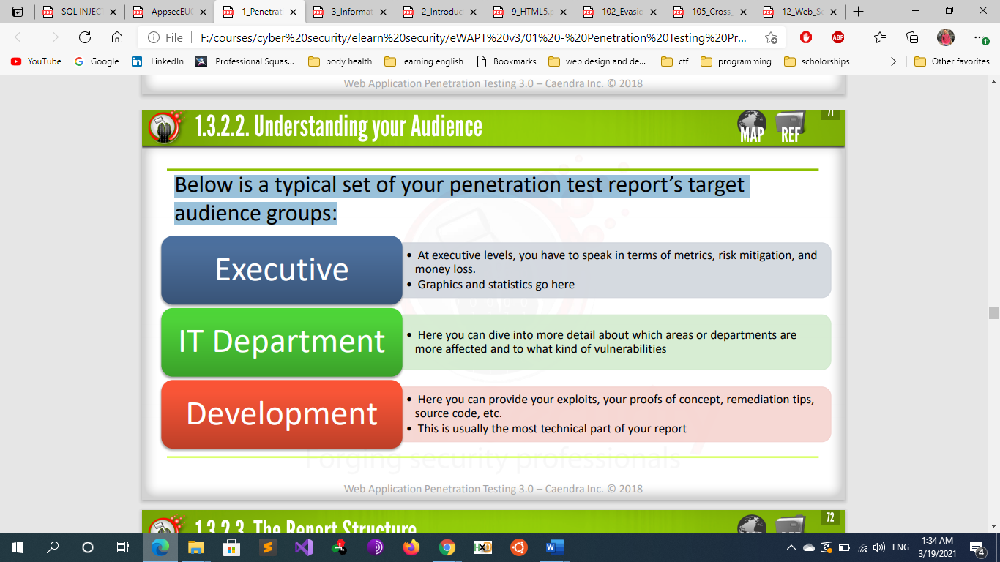 SQL INJEC
AppsecEU
1_Penetrat
3_Informat
2_Introduc
9_HTML5.p
102_Evasic
105_Cross_
12_Web_Se
File
F:/courses/cyber%20security/elearn%20security/eWAPT%20v3/01%20-%20Penetration%20Testing%20Pr...
ABP
YouTube
Google
LinkedIn
Professional Squas...
body health
learning english
Bookmarks
web design and de...
ctf
programming
scholorships
Other favorites
Web Application Penetration Testing 3.0 – Caendra Inc. © 2018
1.3.2.2. Understanding your Audience
MAP
REF
71
Below is a typical set of your penetration test report’s target
audience groups:
Executive
• At executive levels, you have to speak in terms of metrics, risk mitigation, and
money loss.
• Graphics and statistics go here
IT Department
• Here you can dive into more detail about which areas or departments are
more affected and to what kind of vulnerabilities
Development
• Here you can provide your exploits, your proofs of concept, remediation tips,
source code, etc.
• This is usually the most technical part of your report
Forging security professionals
Web Application Penetration Testing 3.0 – Caendra Inc. © 2018
1.3.2.3. The Report Structure
72
ENG
1:34 AM
3/19/2021
4